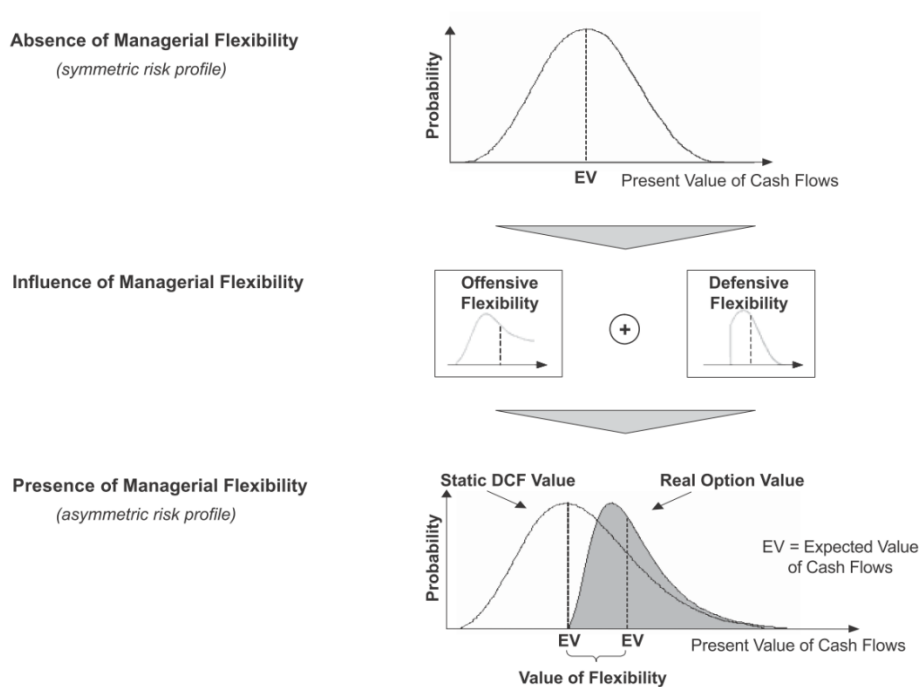 Absence of Managerial Flexibility
(symmetric risk profile)
Probability
EV
Present Value of Cash Flows
Influence of Managerial Flexibility
Offensive
Flexibility
+
Defensive
Flexibility
Presence of Managerial Flexibility
(asymmetric risk profile)
Static DCF Value
Real Option Value
Probability
EV = Expected Value
of Cash Flows
EV
EV
Present Value of Cash Flows
Value of Flexibility